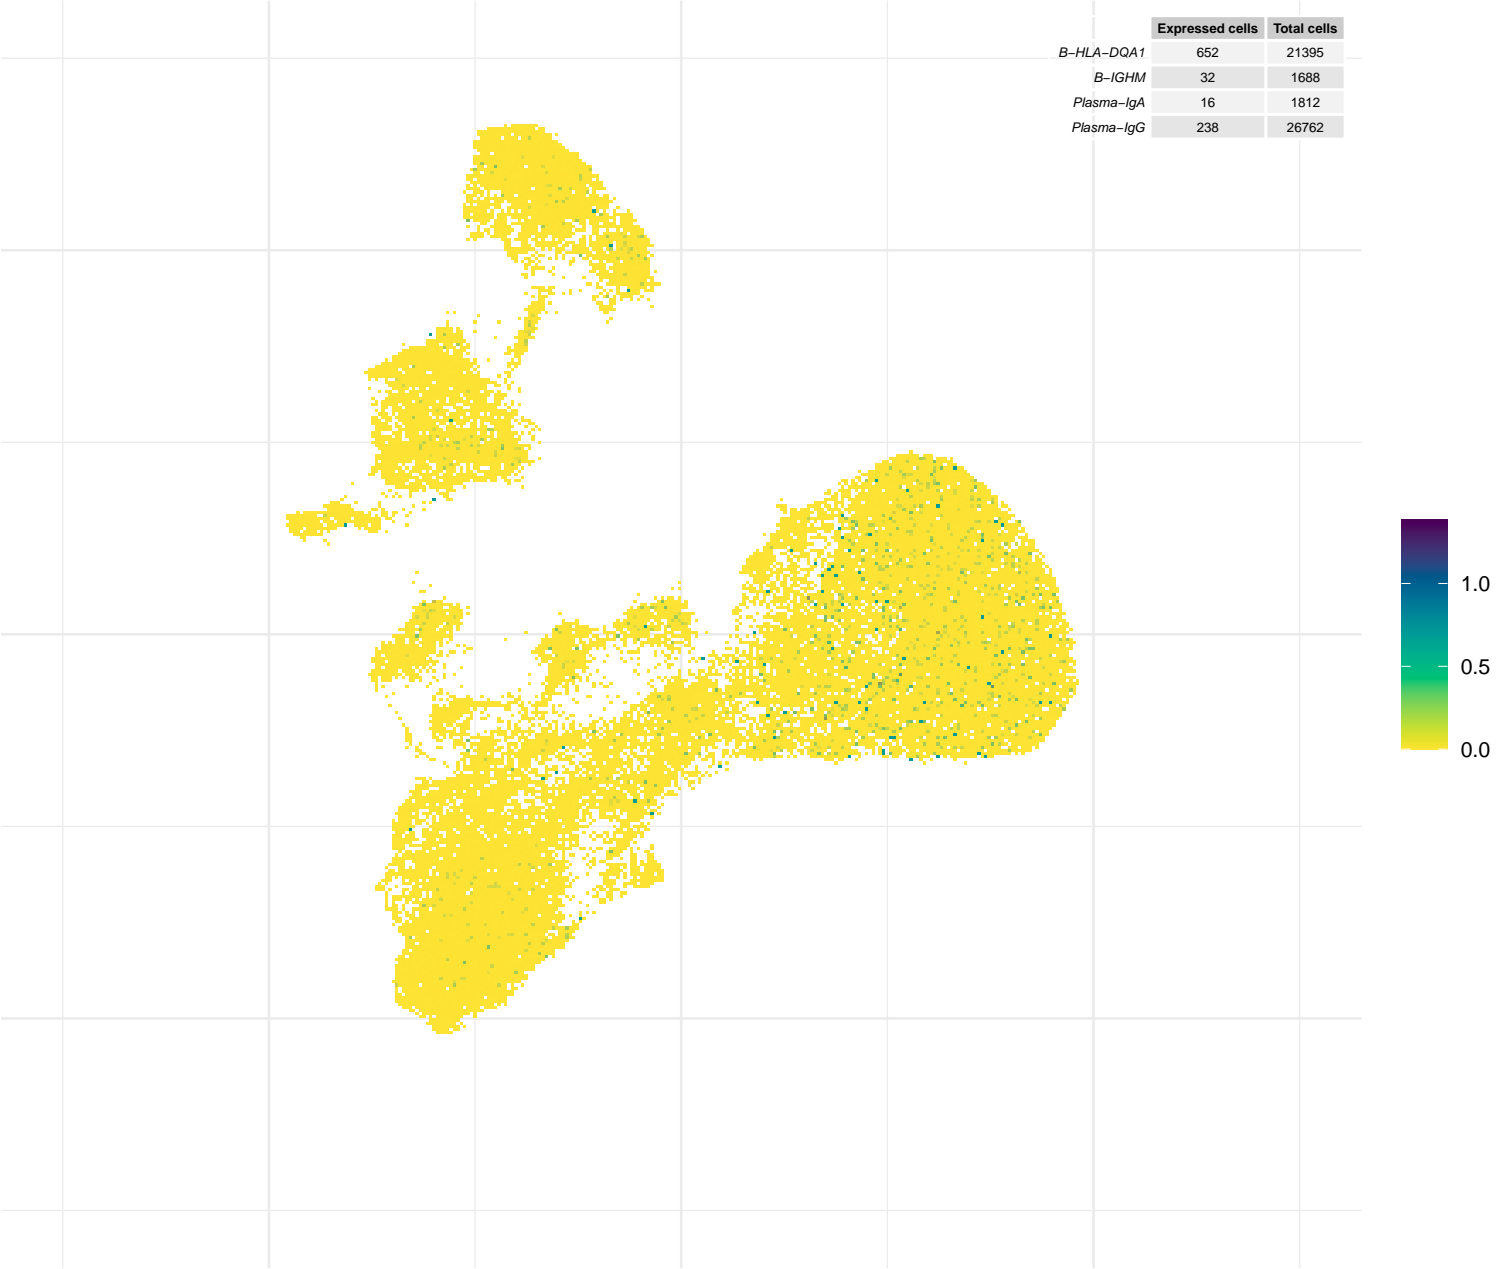 Expressed cells Total cells
B−HLA−DQA1 652 21395
B−IGHM 32 1688
Plasma−IgA 16 1812
Plasma−IgG 238 26762
1.0
0.5
0.0